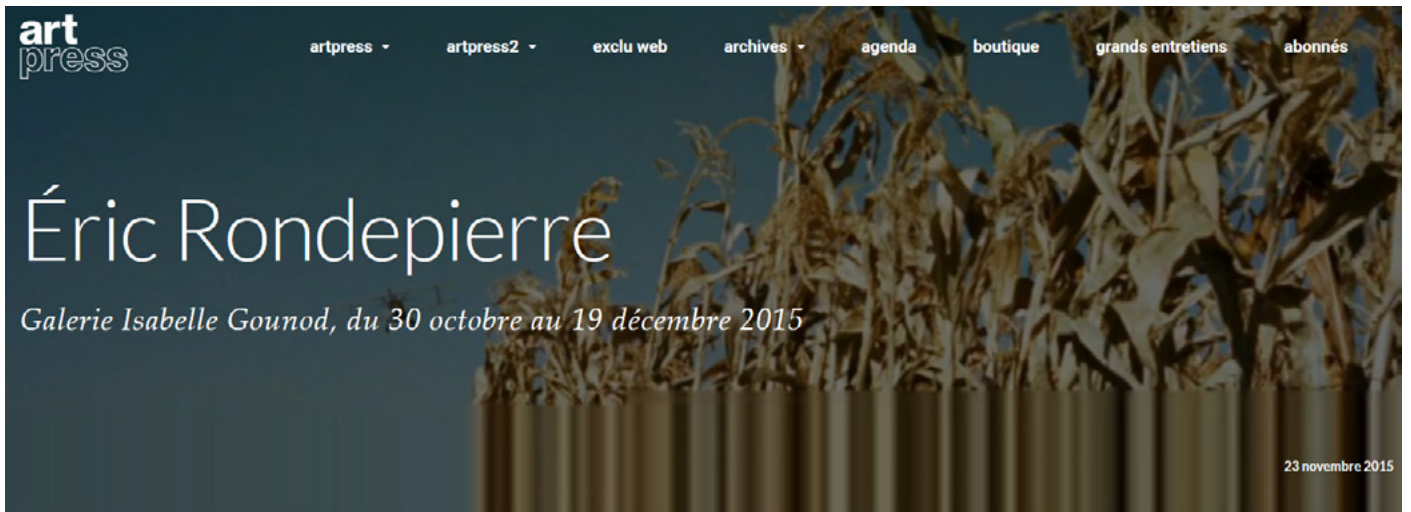 art
press
artpress
artpress2
exclu web
archives
agenda
boutique
grands entretiens
abonnés
Éric Rondepierre
Galerie Isabelle Gounod, du 30 octobre au 19 décembre 2015
23 novembre 2015